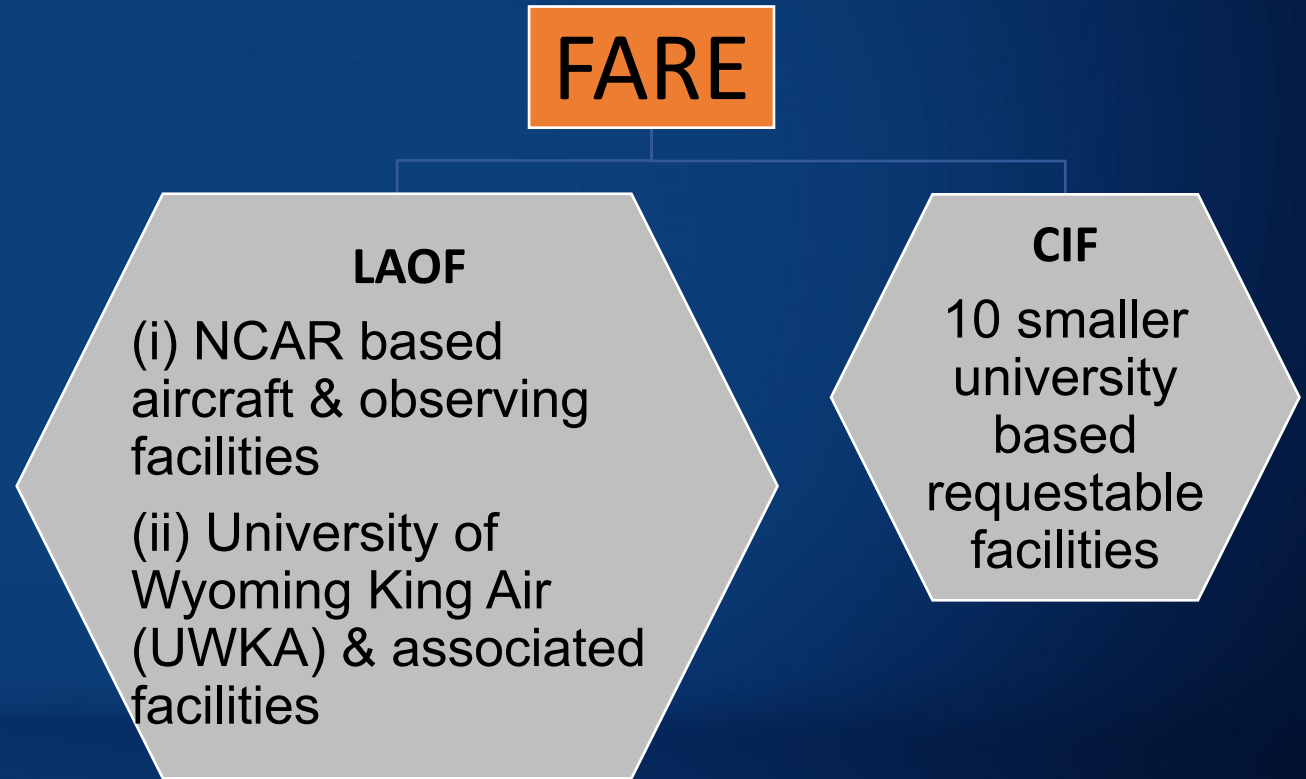 FARE
LAOF
(i) NCAR based
aircraft & observing
facilities
(ii) University of
Wyoming King Air
(UWKA) & associated
facilities
CIF
10 smaller
university
based
requestable
facilities